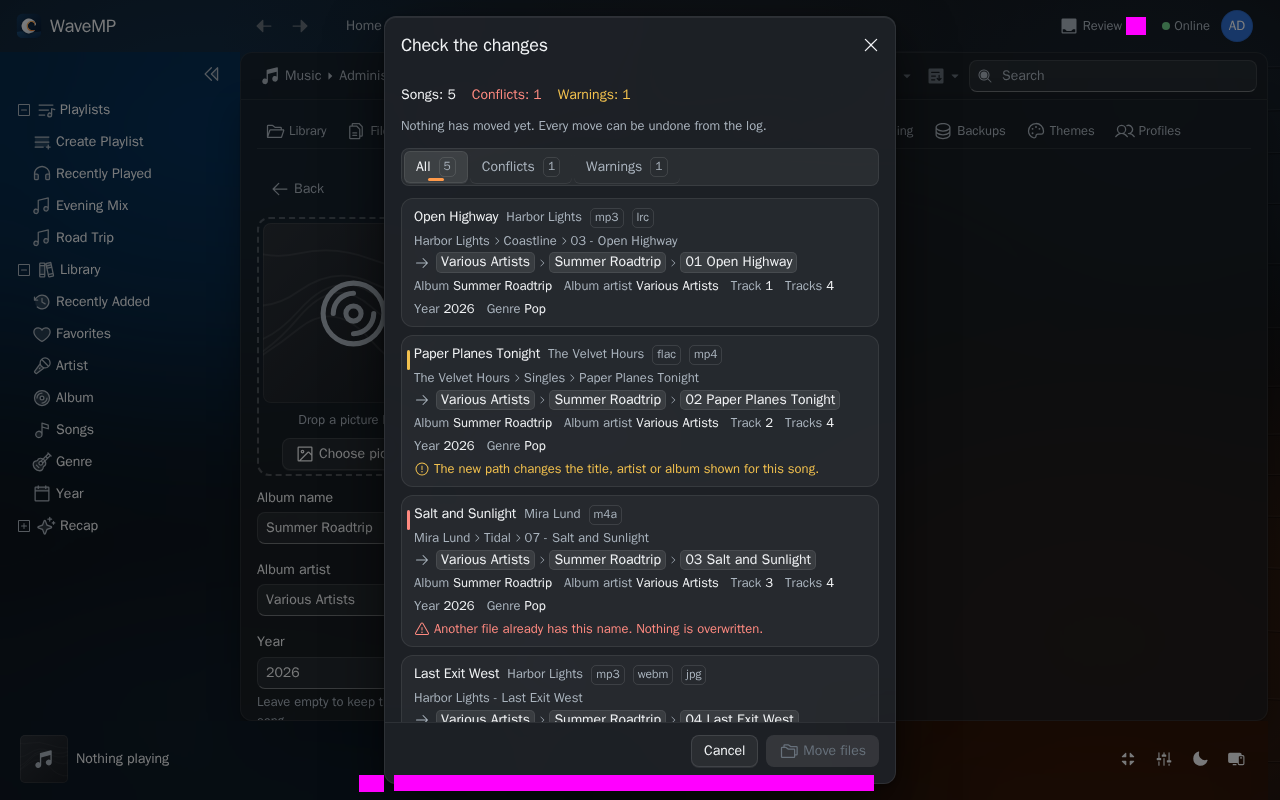 WaveMP
Home
Review
Online
AD
Music
Adminis
Search
Playlists
Create Playlist
Recently Played
Evening Mix
Road Trip
Library
Recently Added
Favorites
Artist
Album
Songs
Genre
Year
Recap
Library
Backups
Themes
Profiles
Back
Drop a picture
Album name
Summer Roadtrip
Album artist
Various Artists
Year
2026
Leave empty to keep
Nothing playing
Check the changes
Songs: 5 Conflicts: 1 Warnings: 1
Nothing has moved yet. Every move can be undone from the log.
All 5 Conflicts 1 Warnings 1
Open Highway Harbor Lights mp3 lrc
Harbor Lights > Coastline > 03 - Open Highway
→ Various Artists > Summer Roadtrip > 01 Open Highway
Album Summer Roadtrip Album artist Various Artists Track 1 Tracks 4
Year 2026 Genre Pop
Paper Planes Tonight The Velvet Hours flac mp4
The Velvet Hours > Singles > Paper Planes Tonight
→ Various Artists > Summer Roadtrip > 02 Paper Planes Tonight
Album Summer Roadtrip Album artist Various Artists Track 2 Tracks 4
Year 2026 Genre Pop
The new path changes the title, artist or album shown for this song.
Salt and Sunlight Mira Lund m4a
Mira Lund > Tidal > 07 - Salt and Sunlight
→ Various Artists > Summer Roadtrip > 03 Salt and Sunlight
Album Summer Roadtrip Album artist Various Artists Track 3 Tracks 4
Year 2026 Genre Pop
Another file already has this name. Nothing is overwritten.
Last Exit West Harbor Lights mp3 webm jpg
Harbor Lights - Last Exit West
→ Various Artists > Summer Roadtrip > 04 Last Exit West
Cancel
Move files